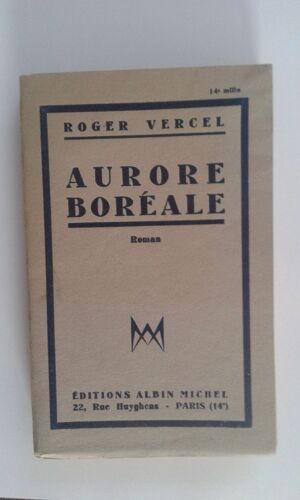 14e mille
ROGER VERCEL
AURORE
BORÉALE
Roman
ÉDITIONS ALBIN MICHEL
22, Rue Huyghens - PARIS (14e)